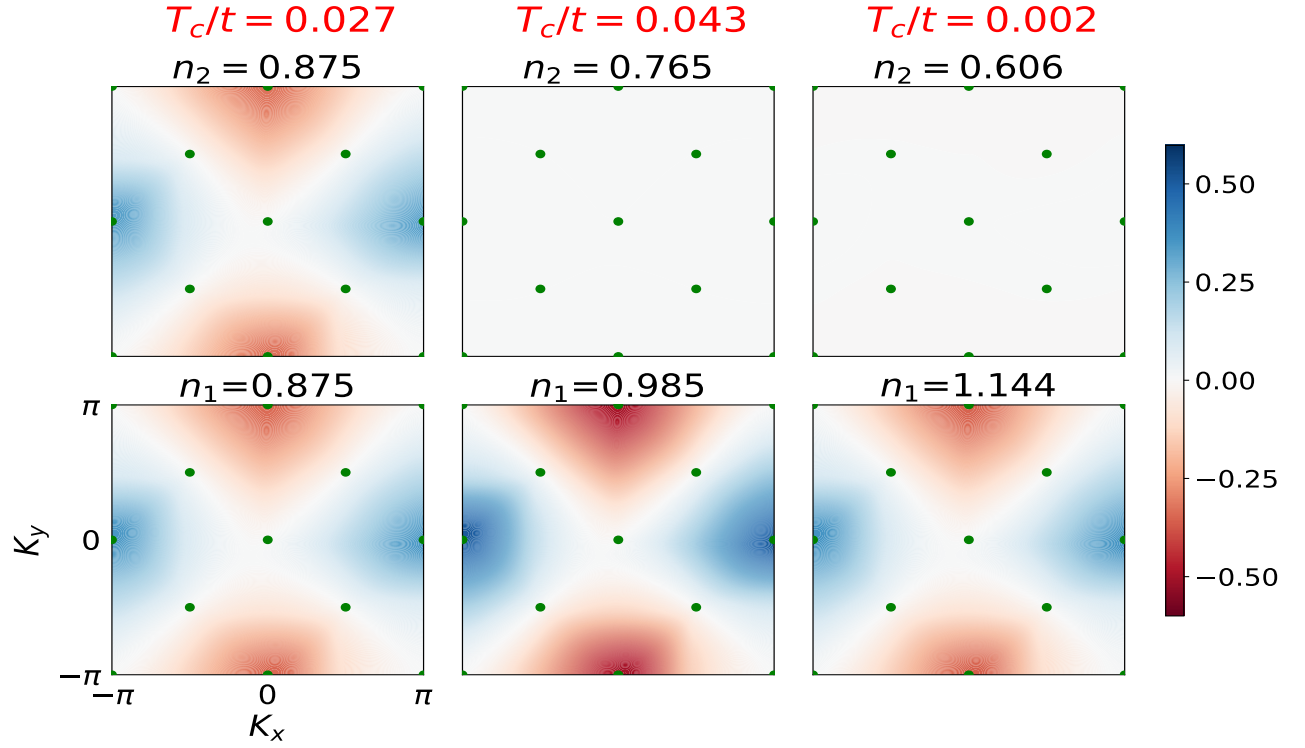 T_c/t = 0.027 T_c/t = 0.043 T_c/t = 0.002
n_2 = 0.875 n_2 = 0.765 n_2 = 0.606
0.50
0.25
0.00
−0.25
−0.50
n_1=0.875 n_1=0.985 n_1=1.144
π
K_y
0
−π
−π 0 π
K_x